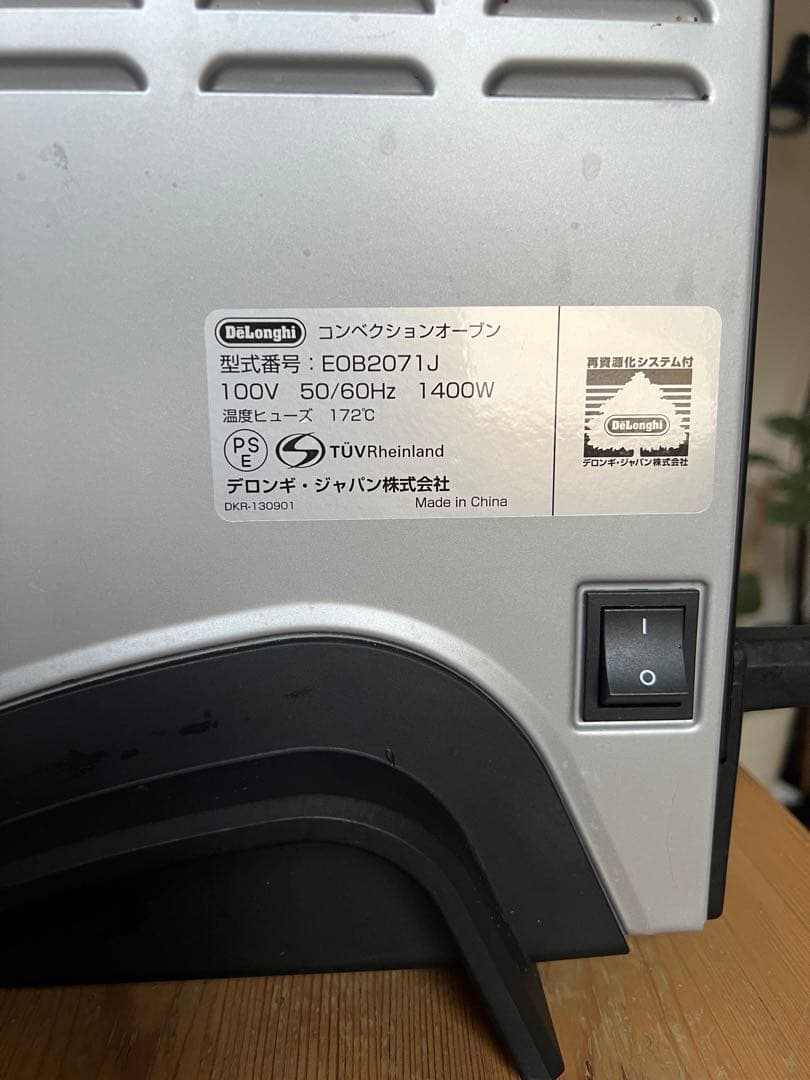 DeLonghi コンベクションオーブン
型式番号：EOB2071J
100V 50/60Hz 1400W
温度ヒューズ 172℃
PS
E
TÜVRheinland
デロンギ・ジャパン株式会社
DKR-130901 Made in China
再資源化システム付
DeLonghi
デロンギ・ジャパン株式会社
I
O